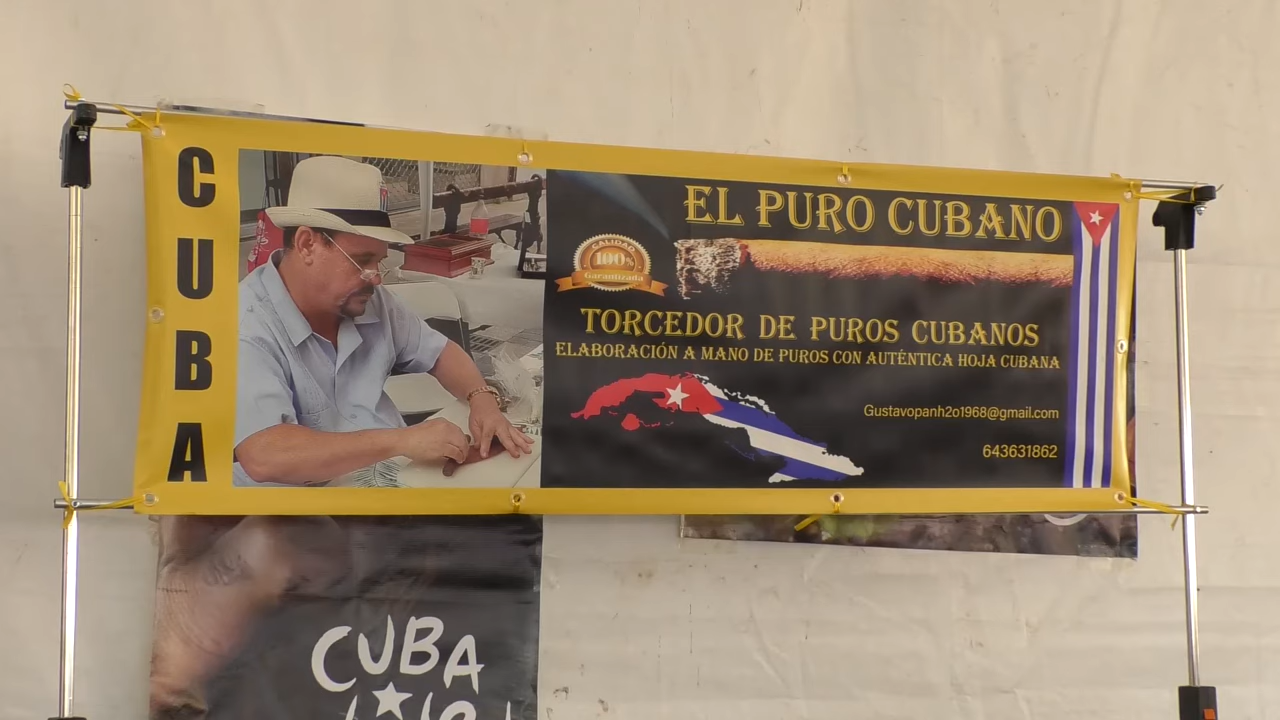 CUBA
EL PURO CUBANO
CALIDAD
100%
Garantizada
TORCEDOR DE PUROS CUBANOS
ELABORACIÓN A MANO DE PUROS CON AUTÉNTICA HOJA CUBANA
Gustavopanh2o1968@gmail.com
643631862
CUBA